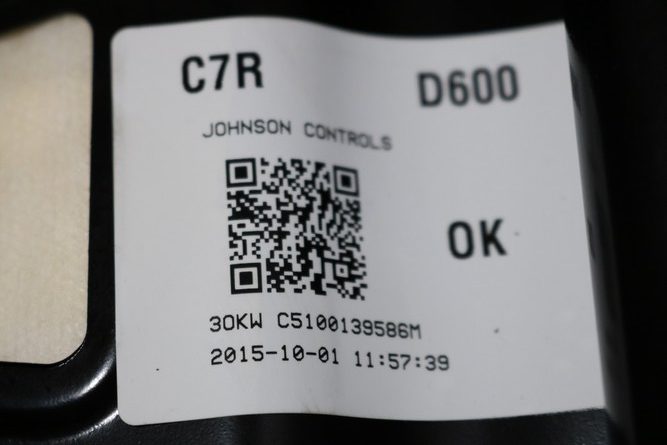 C7R
D600
JOHNSON CONTROLS
OK
30KW C5100139586M
2015-10-01 11:57:39